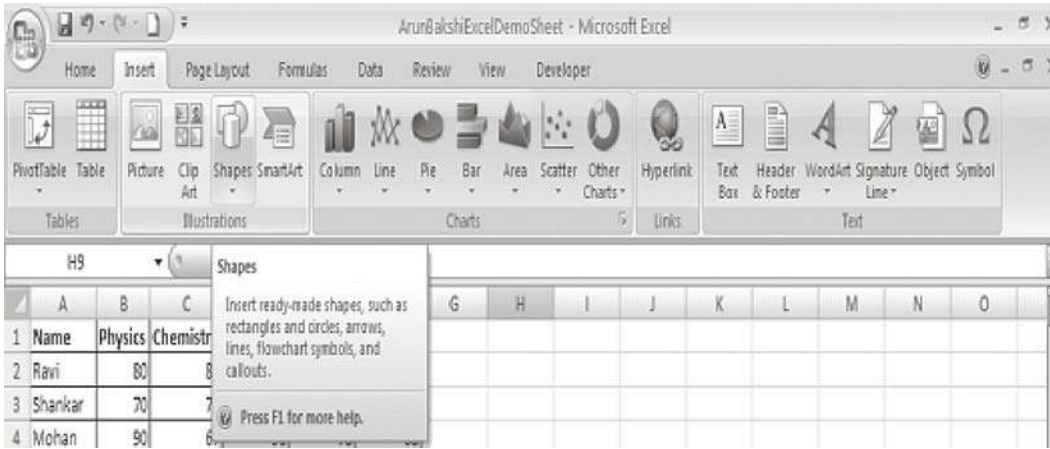 ArunBakshiExcelDemoSheet - Microsoft Excel
Home Insert Page Layout Formulas Data Review View Developer
PivotTable Table Picture Clip Art Shapes SmartArt Column Line Pie Bar Area Scatter Other Charts Hyperlink Text Box Header & Footer WordArt Signature Line Object Symbol
Tables Illustrations Charts Links Text
H9
Shapes
Insert ready-made shapes, such as
rectangles and circles, arrows,
lines, flowchart symbols, and
callouts.
Press F1 for more help.
A B C G H I J K L M N O
1 Name Physics Chemistr
2 Ravi 80 8
3 Shankar 70 7
4 Mohan 90